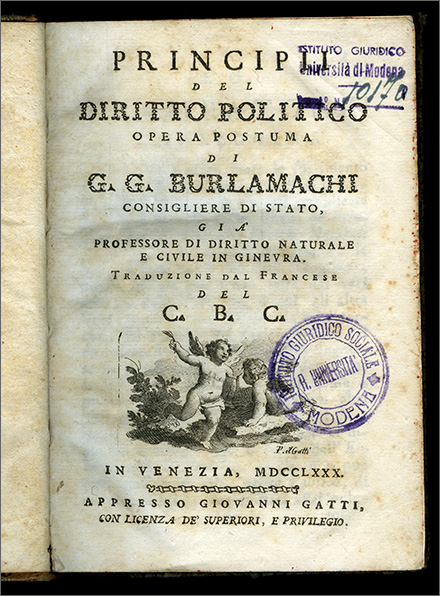 PRINCIPII
DEL
DIRITTO POLITICO
OPERA POSTUMA
DI
G. G. BURLAMACHI
CONSIGLIERE DI STATO,
GIA'
PROFESSORE DI DIRITTO NATURALE
E CIVILE IN GINEVRA.
TRADUZIONE DAL FRANCESE
DEL
C. B. C.
IN VENEZIA, MDCCLXXX.
APPRESSO GIOVANNI GATTI,
CON LICENZA DE' SUPERIORI, E PRIVILEGIO.
ISTITUTO GIURIDICO
Università di Modena
ISTITUTO GIURIDICO SOCIALE
R. UNIVERSITA'
MODENA